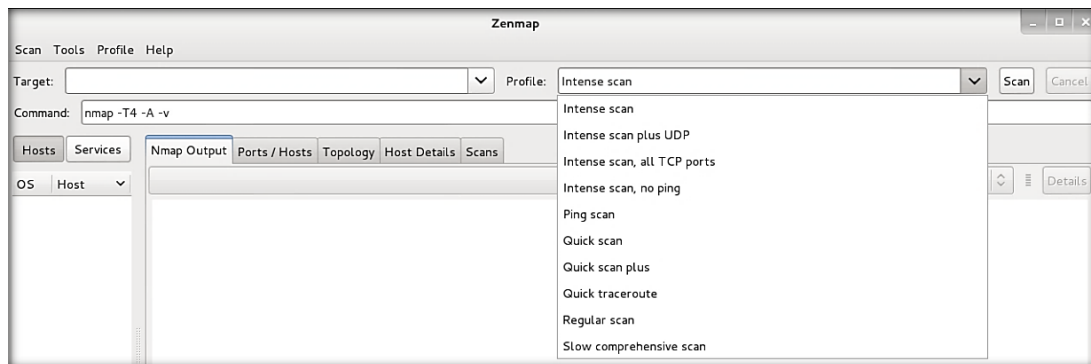 Zenmap
Scan Tools Profile Help
Target: Profile: Intense scan Scan Cancel
Command: nmap -T4 -A -v
Intense scan
Intense scan plus UDP
Intense scan, all TCP ports
Intense scan, no ping
Ping scan
Quick scan
Quick scan plus
Quick traceroute
Regular scan
Slow comprehensive scan
Hosts Services Nmap Output Ports / Hosts Topology Host Details Scans
OS Host Details